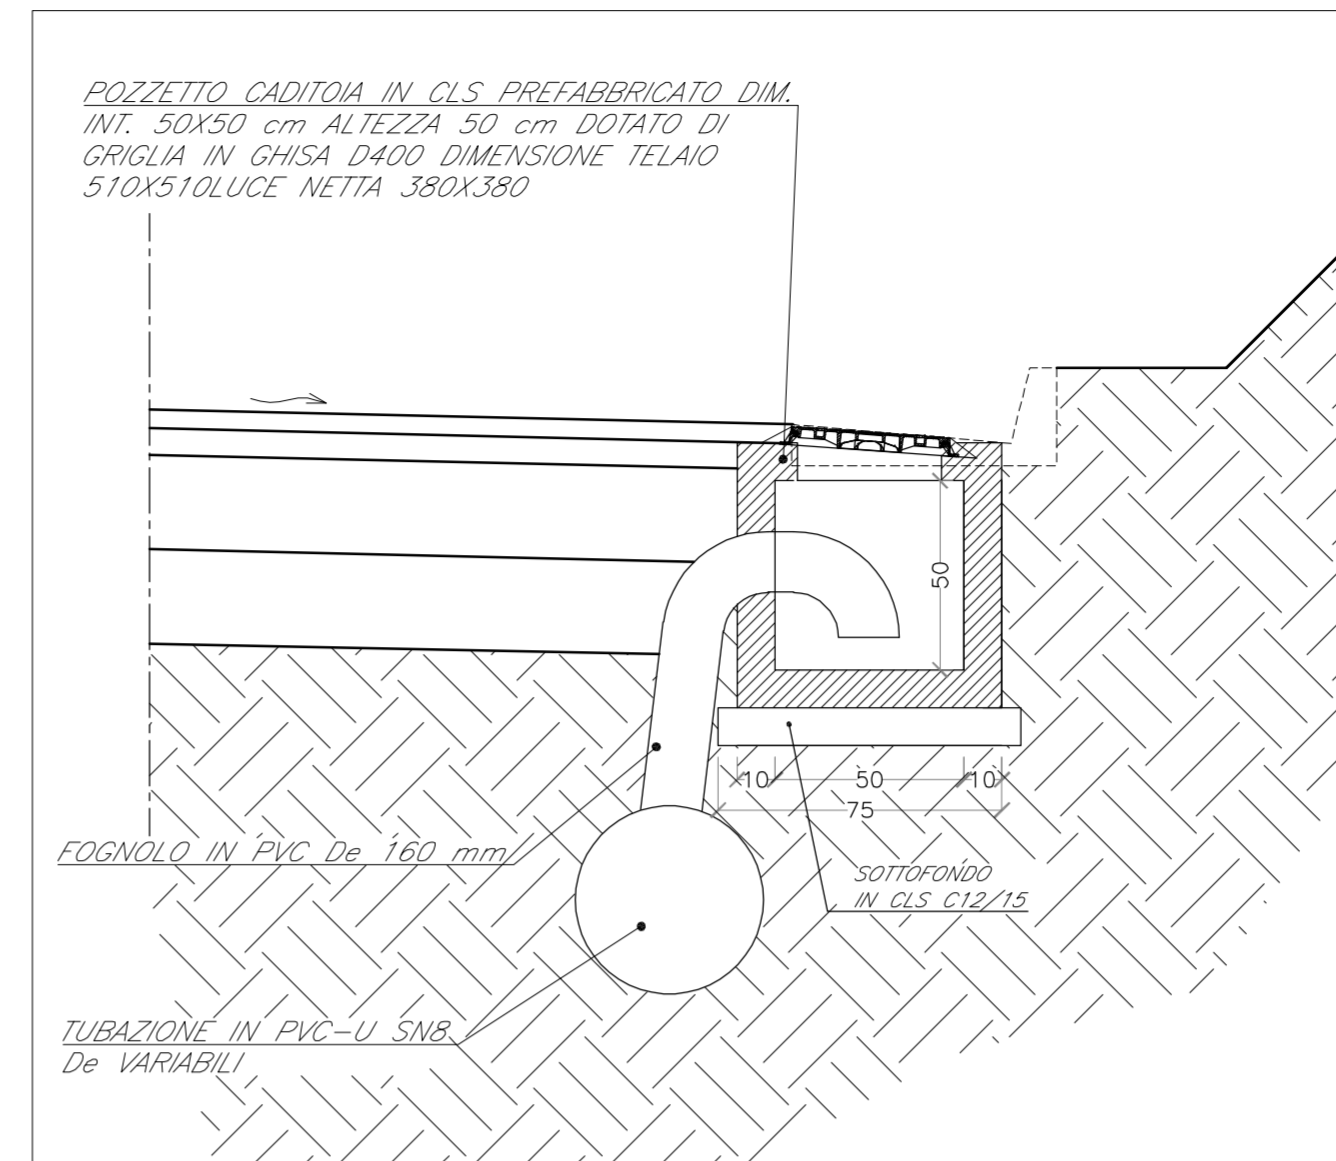 POZZETTO CADITOIA IN CLS PREFABBRICATO DIM.
INT. 50X50 cm ALTEZZA 50 cm DOTATO DI
GRIGLIA IN GHISA D400 DIMENSIONE TELAIO
510X510LUCE NETTA 380X380
50
10 50 10
75
FOGNOLO IN PVC De 160 mm
SOTTOFONDO
IN CLS C12/15
TUBAZIONE IN PVC-U SN8
De VARIABILI